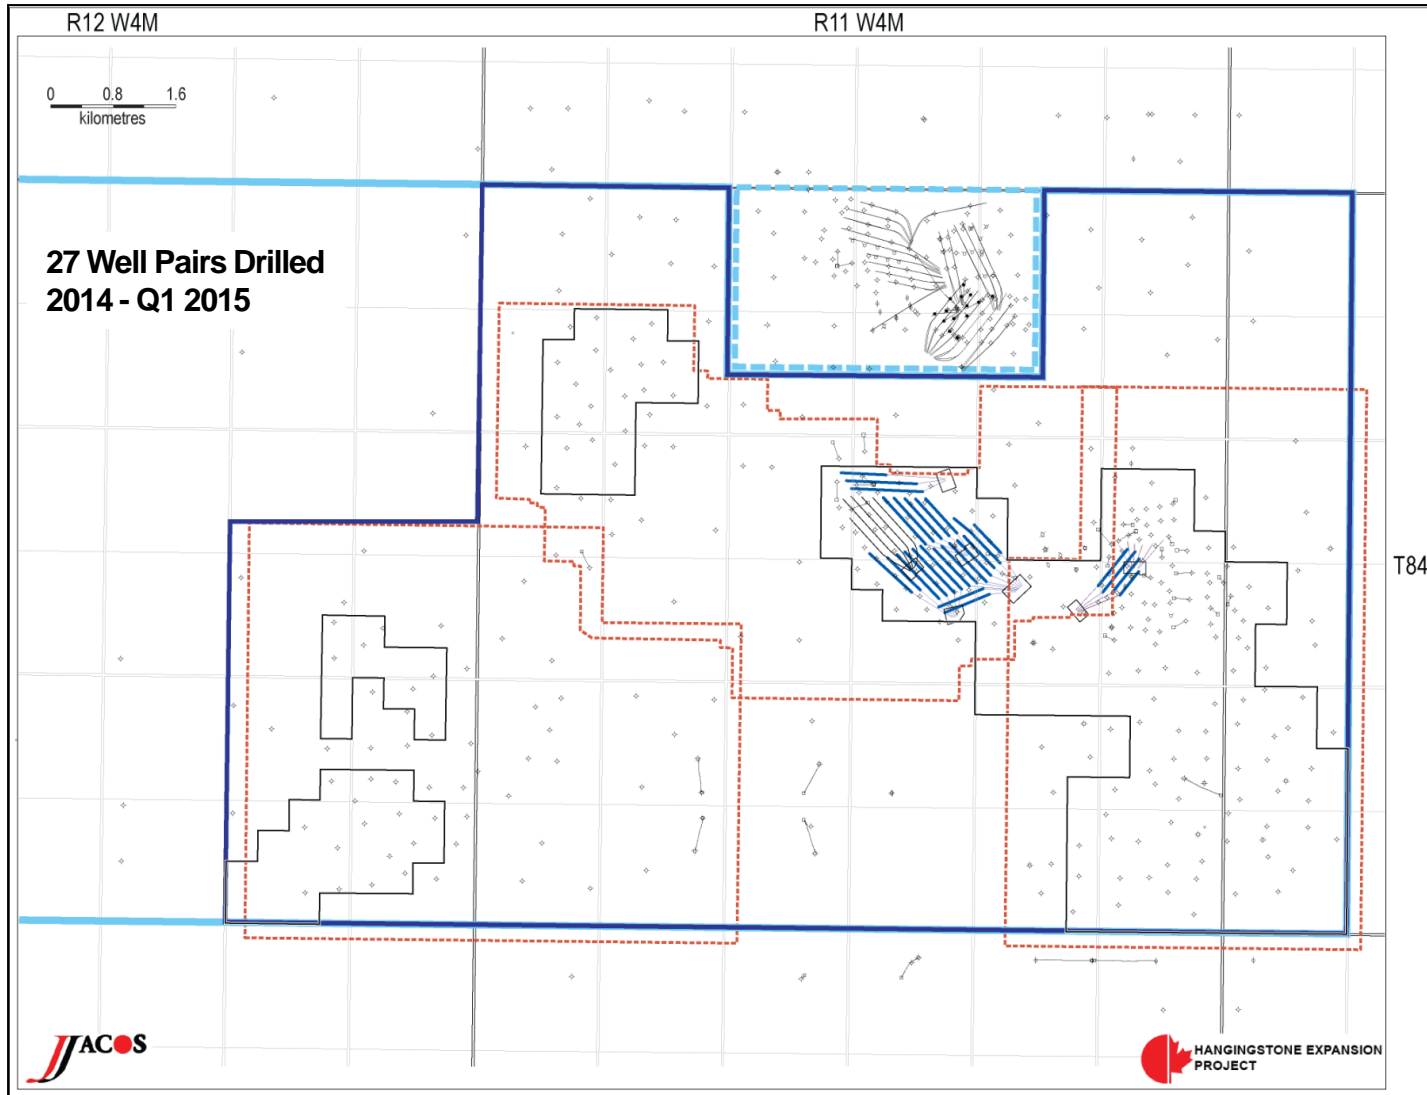 R12 W4M
R11 W4M
0 0.8 1.6
kilometres
27 Well Pairs Drilled
2014 - Q1 2015
T84
JACOS
HANGINGSTONE EXPANSION
PROJECT